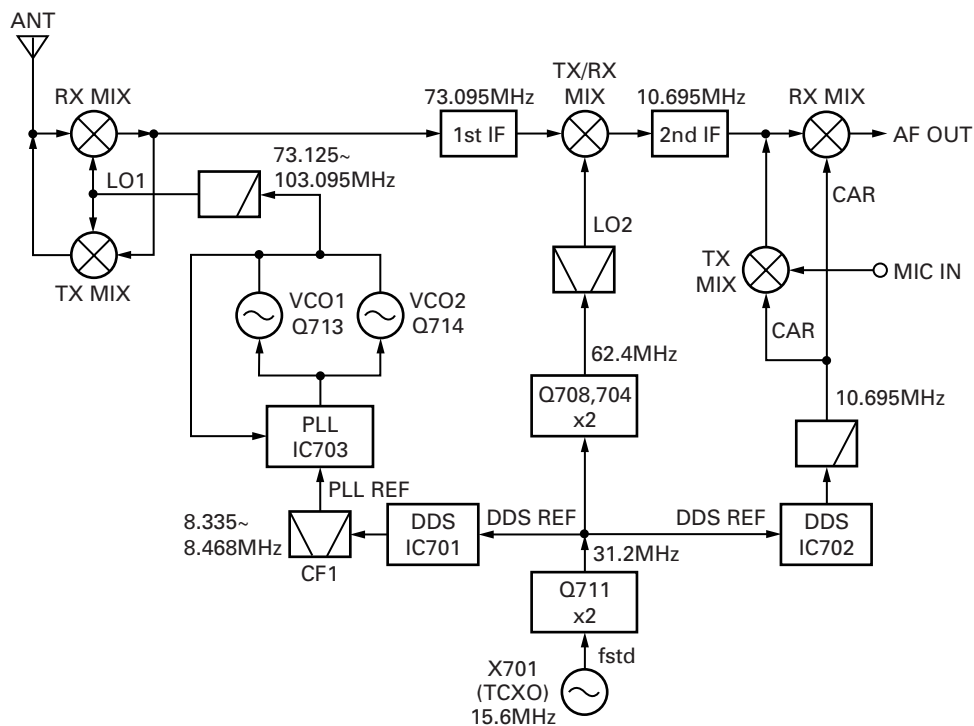 ANT
RX MIX
LO1
TX MIX
73.125~
103.095MHz
73.095MHz
1st IF
TX/RX
MIX
10.695MHz
2nd IF
RX MIX
AF OUT
CAR
LO2
TX
MIX
MIC IN
CAR
VCO1
Q713
VCO2
Q714
62.4MHz
Q708,704
x2
10.695MHz
PLL
IC703
PLL REF
8.335~
8.468MHz
CF1
DDS
IC701
DDS REF
DDS REF
DDS
IC702
31.2MHz
Q711
x2
fstd
X701
(TCXO)
15.6MHz